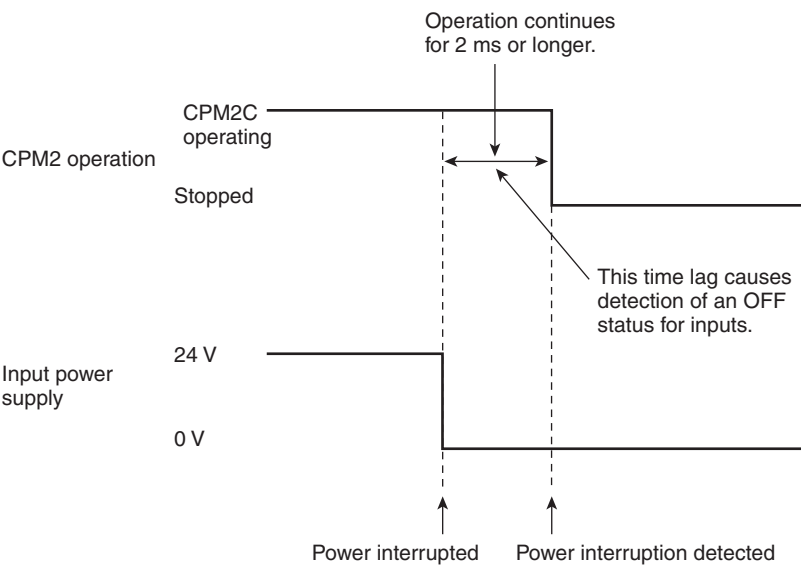 Operation continues
for 2 ms or longer.
CPM2C
operating
CPM2 operation
Stopped
This time lag causes
detection of an OFF
status for inputs.
24 V
Input power
supply
0 V
Power interrupted
Power interruption detected